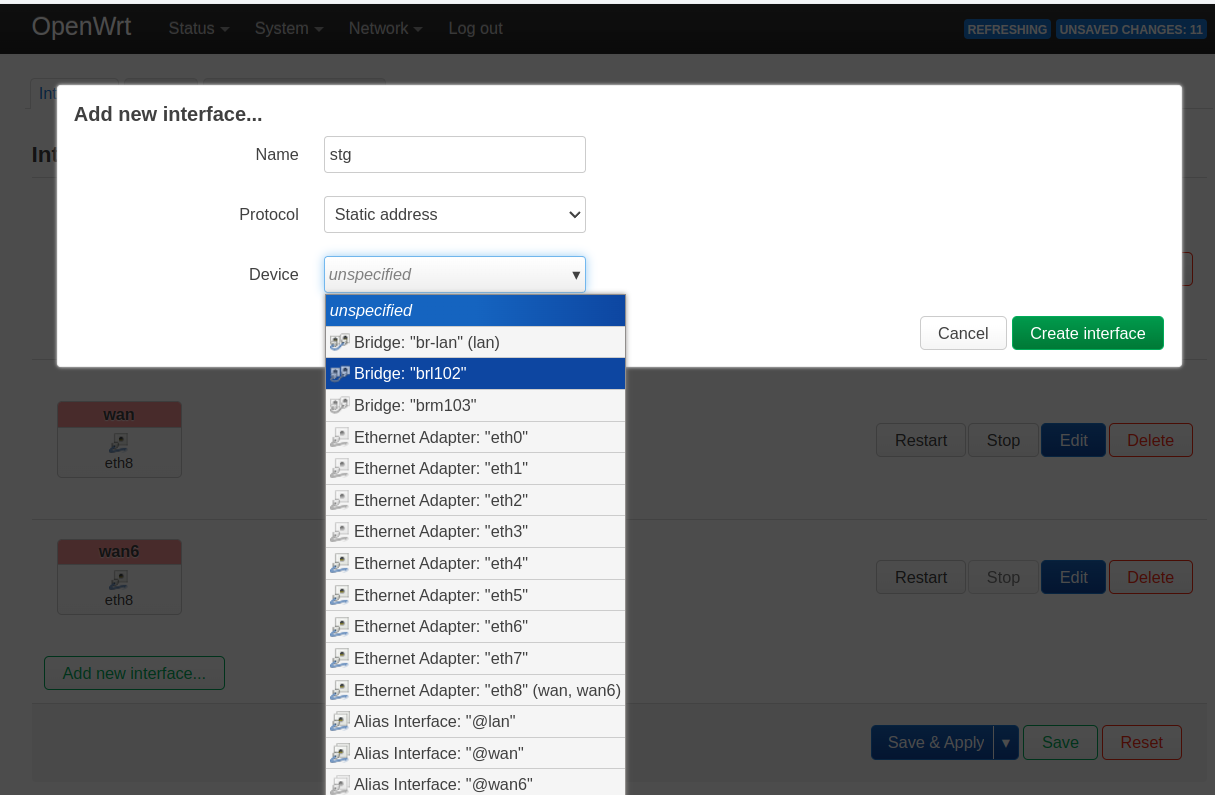 OpenWrt Status System Network Log out REFRESHING UNSAVED CHANGES: 11
Int
Add new interface...
Int
Name stg
Protocol Static address
Device unspecified
unspecified
Cancel Create interface
Bridge: "br-lan" (lan)
Bridge: "brl102"
Bridge: "brm103"
wan
Ethernet Adapter: "eth0" Restart Stop Edit Delete
eth8
Ethernet Adapter: "eth1"
Ethernet Adapter: "eth2"
Ethernet Adapter: "eth3"
wan6
Ethernet Adapter: "eth4"
Restart Stop Edit Delete
Ethernet Adapter: "eth5"
eth8
Ethernet Adapter: "eth6"
Ethernet Adapter: "eth7"
Add new interface...
Ethernet Adapter: "eth8" (wan, wan6)
Alias Interface: "@lan"
Save & Apply Save Reset
Alias Interface: "@wan"
Alias Interface: "@wan6"